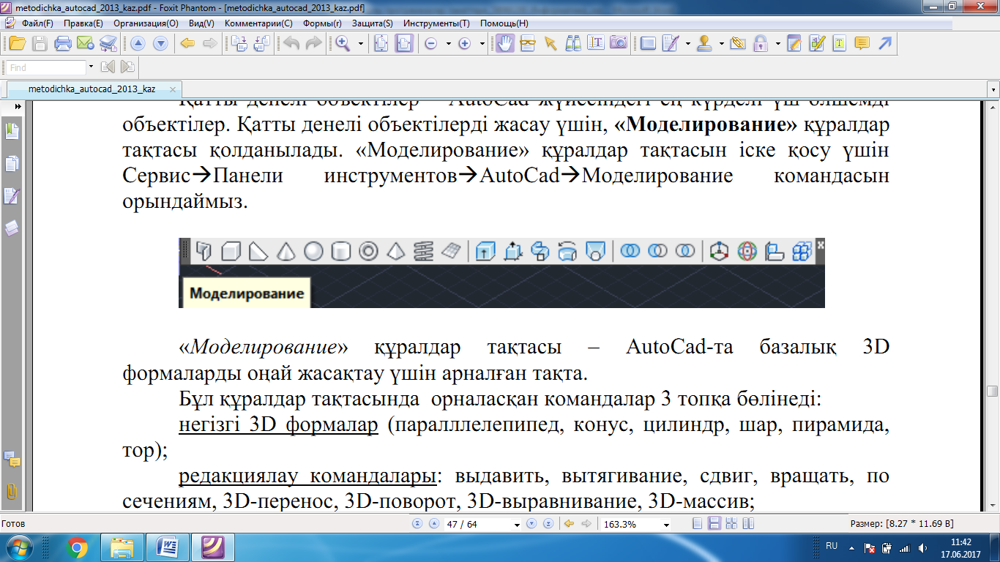 metodichka_autocad_2013_kaz.pdf - Foxit Phantom - [metodichka_autocad_2013_kaz.pdf]
Файл(F) Правка(E) Организация(O) Вид(V) Комментарии(C) Формы(r) Защита(S) Инструменты(T) Помощь(H)
Find
metodichka_autocad_2013_kaz
Қатты денелі объектілер – AutoCad жүйесіндегі ең күрделі үш өлшемді
объектілер. Қатты денелі объектілерді жасау үшін, «Моделирование» құралдар
тақтасы қолданылады. «Моделирование» құралдар тақтасын іске қосу үшін
Сервис→Панели инструментов→AutoCad→Моделирование командасын
орындаймыз.
Моделирование
«Моделирование» құралдар тақтасы – AutoCad-та базалық 3D
формаларды оңай жасақтау үшін арналған тақта.
Бұл құралдар тақтасында орналасқан командалар 3 топқа бөлінеді:
негізгі 3D формалар (паралллелепипед, конус, цилиндр, шар, пирамида,
тор);
редакциялау командалары: выдавить, вытягивание, сдвиг, вращать, по
сечениям, 3D-перенос, 3D-поворот, 3D-выравнивание, 3D-массив;
Готов 47 / 64 163.3% Размер: [8.27 * 11.69 В]
RU 11:42
17.06.2017